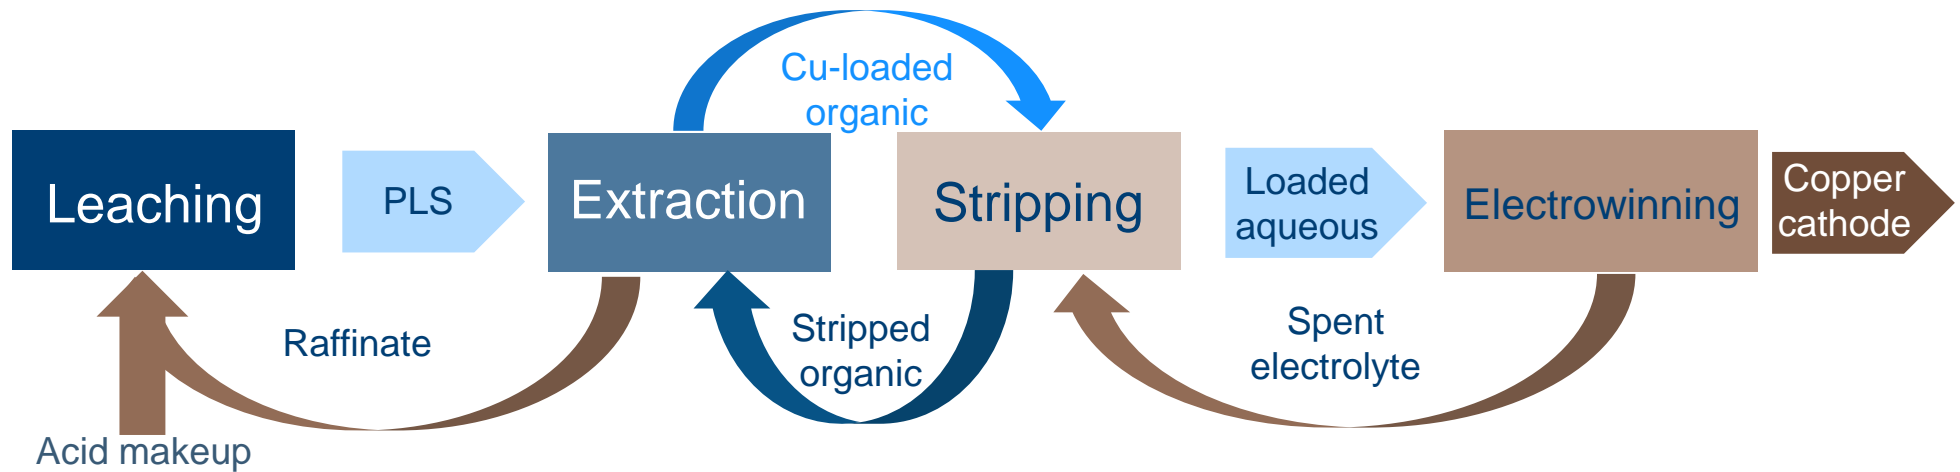 Cu-loaded
organic
Leaching
PLS
Extraction
Stripping
Loaded
aqueous
Electrowinning
Copper
cathode
Raffinate
Stripped
organic
Spent
electrolyte
Acid makeup